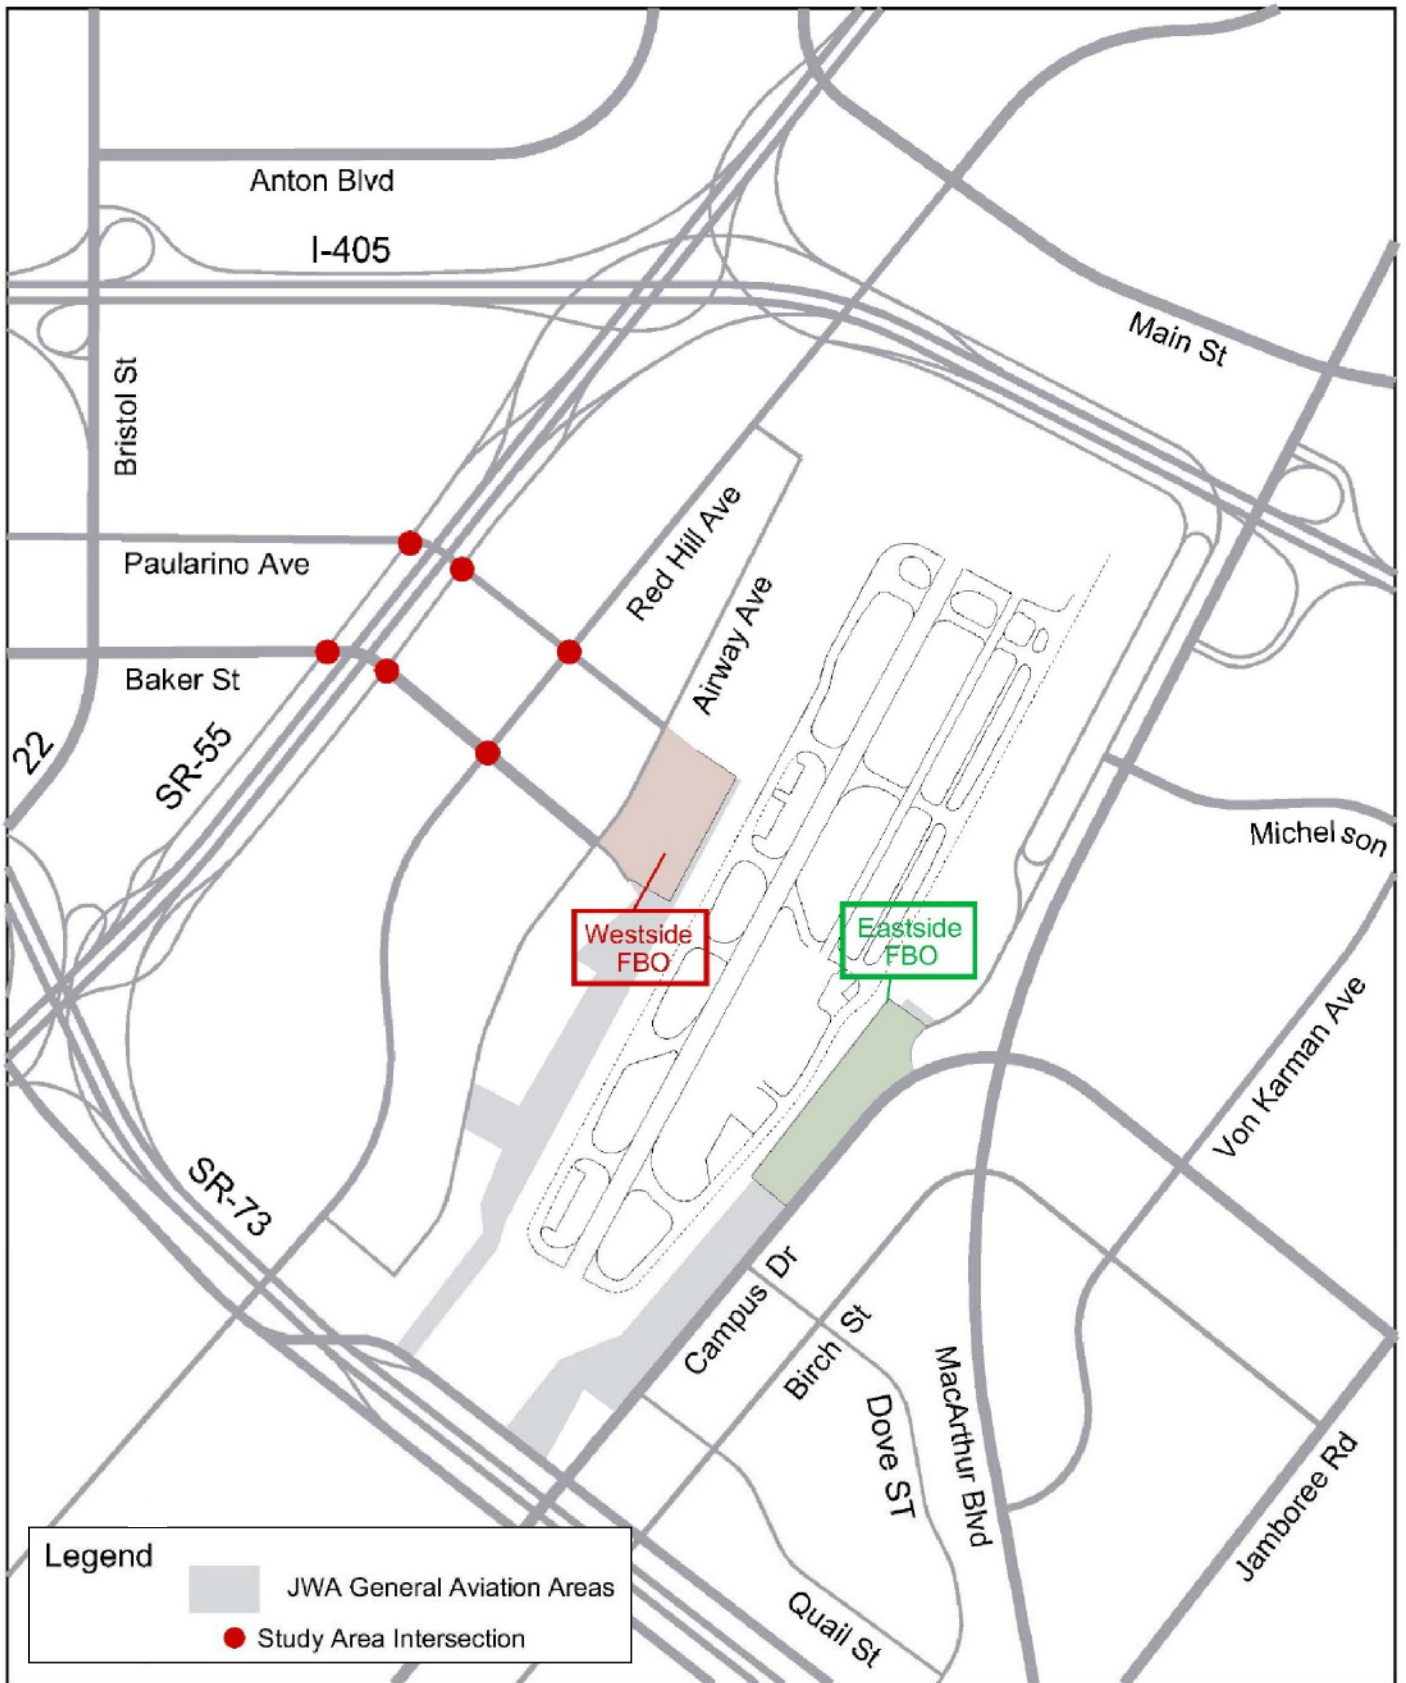 Anton Blvd
I-405
Main St
Bristol St
Red Hill Ave
Paularino Ave
Airway Ave
Baker St
22
SR-55
Michelson
Westside
FBO
Eastside
FBO
Von Karman Ave
SR-73
Campus Dr
Birch St
Dove ST
MacArthur Blvd
Jamboree Rd
Quail St
Legend
JWA General Aviation Areas
Study Area Intersection